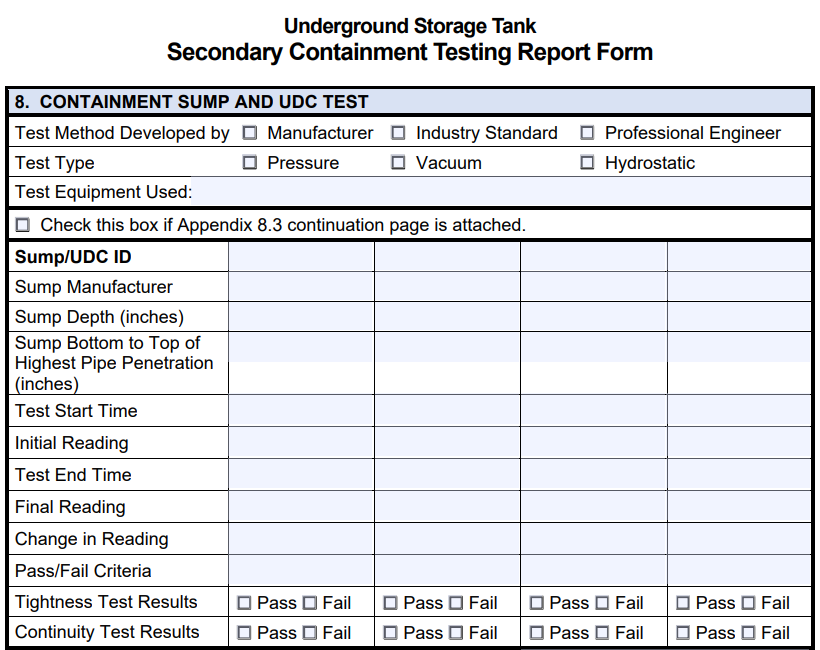 Underground Storage Tank
Secondary Containment Testing Report Form
8. CONTAINMENT SUMP AND UDC TEST
Test Method Developed by ☐ Manufacturer ☐ Industry Standard ☐ Professional Engineer
Test Type ☐ Pressure ☐ Vacuum ☐ Hydrostatic
Test Equipment Used:
☐ Check this box if Appendix 8.3 continuation page is attached.
Sump/UDC ID
Sump Manufacturer
Sump Depth (inches)
Sump Bottom to Top of
Highest Pipe Penetration
(inches)
Test Start Time
Initial Reading
Test End Time
Final Reading
Change in Reading
Pass/Fail Criteria
Tightness Test Results ☐ Pass ☐ Fail ☐ Pass ☐ Fail ☐ Pass ☐ Fail ☐ Pass ☐ Fail
Continuity Test Results ☐ Pass ☐ Fail ☐ Pass ☐ Fail ☐ Pass ☐ Fail ☐ Pass ☐ Fail